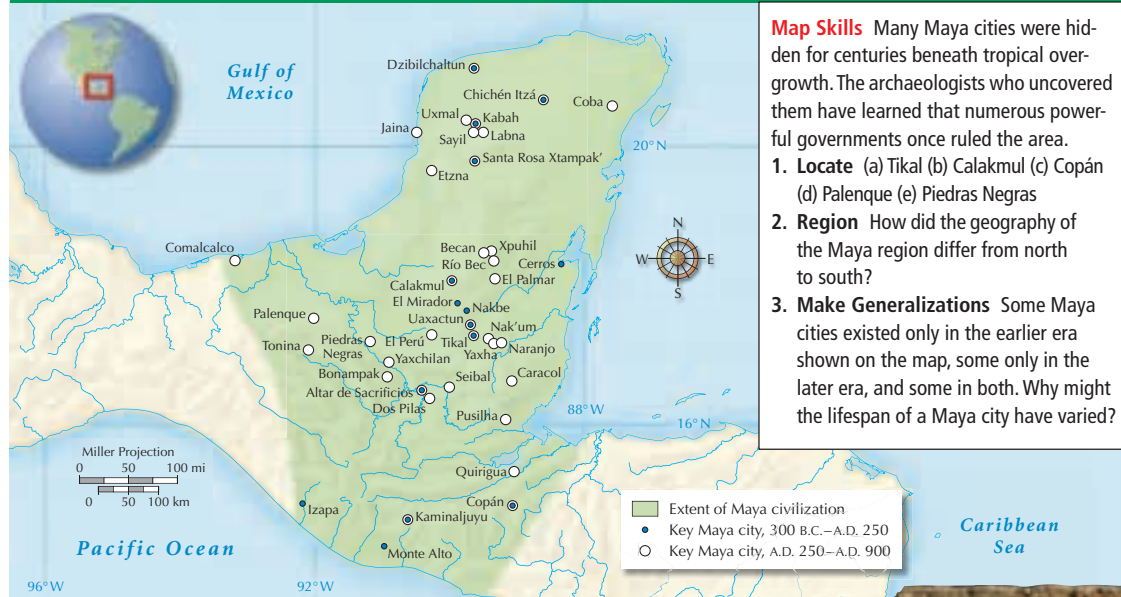 Gulf of
Mexico
Dzibilchaltun
Chichén Itzá
Coba
Uxmal
Kabah
Jaina
Sayil
Labna
20°N
Santa Rosa Xtampak’
Etzna
N
W
E
S
Comalcalco
Becan
Xpuhil
Río Bec
Cerros
El Palmar
Calakmul
El Mirador
Nakbe
Uaxactun
Palenque
Nak’um
Piedras
Negras
El Perú
Tikal
Yaxha
Naranjo
Tonina
Yaxchilan
Bonampak
Seibal
Caracol
Altar de Sacrificios
Dos Pilas
Pusilha
88°W
16°N
Miller Projection
0 50 100 mi
0 50 100 km
Quirigua
Izapa
Copán
Kaminaljuyu
Monte Alto
Pacific Ocean
Caribbean
Sea
96°W
92°W
Extent of Maya civilization
Key Maya city, 300 B.C.–A.D. 250
Key Maya city, A.D. 250–A.D. 900
Map Skills Many Maya cities were hid-
den for centuries beneath tropical over-
growth. The archaeologists who uncovered
them have learned that numerous power-
ful governments once ruled the area.
1. Locate (a) Tikal (b) Calakmul (c) Copán
(d) Palenque (e) Piedras Negras
2. Region How did the geography of
the Maya region differ from north
to south?
3. Make Generalizations Some Maya
cities existed only in the earlier era
shown on the map, some only in the
later era, and some in both. Why might
the lifespan of a Maya city have varied?